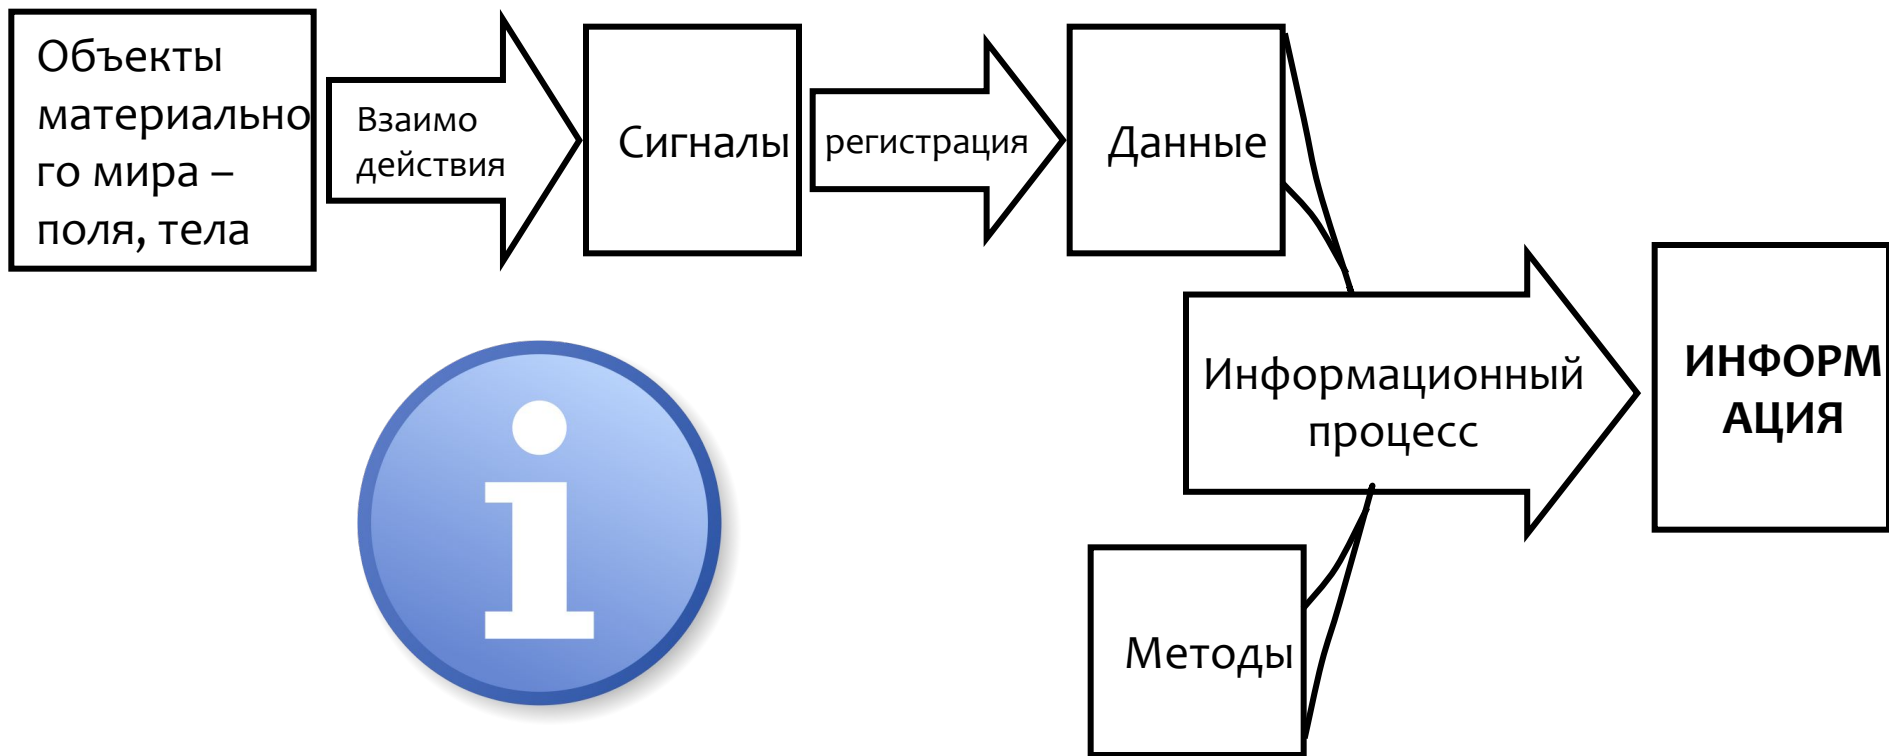 Объекты
материально
го мира –
поля, тела
Взаимо
действия
Сигналы
регистрация
Данные
Информационный
процесс
ИНФОРМ
АЦИЯ
i
Методы